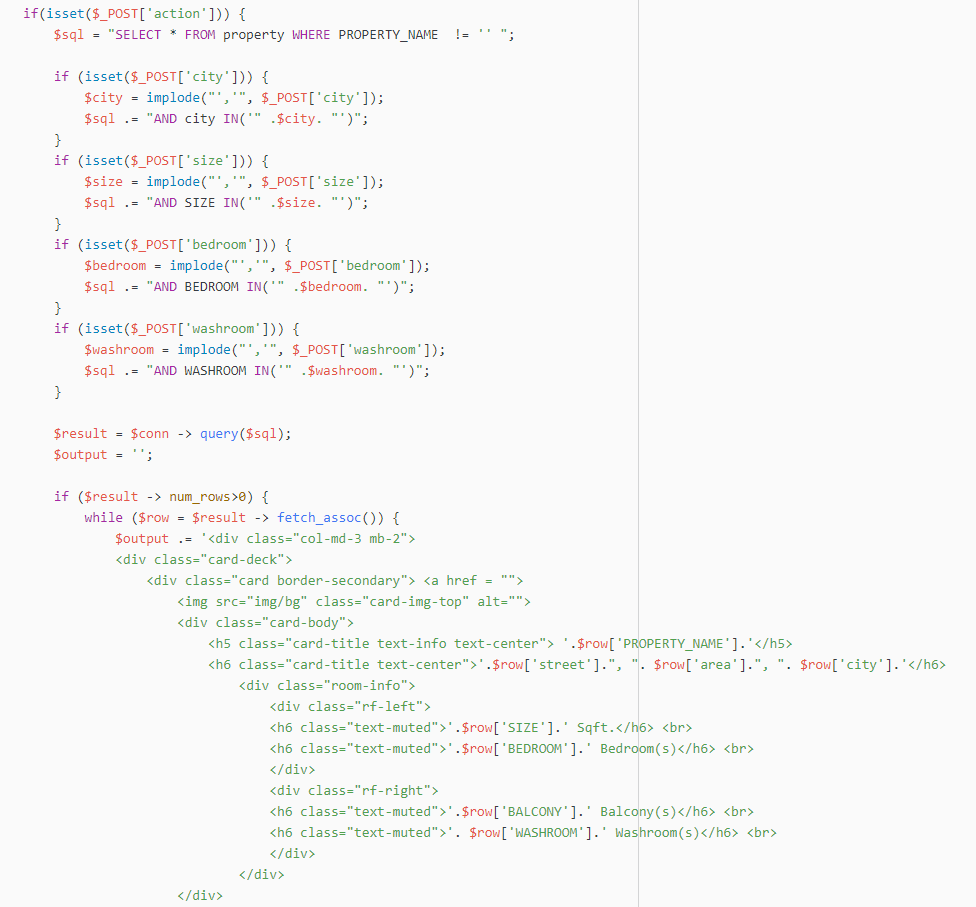 if(isset($_POST['action'])) {
    $sql = "SELECT * FROM property WHERE PROPERTY_NAME  != '' ";

    if (isset($_POST['city'])) {
        $city = implode("','", $_POST['city']);
        $sql .= "AND city IN('" .$city. "')";
    }
    if (isset($_POST['size'])) {
        $size = implode("','", $_POST['size']);
        $sql .= "AND SIZE IN('" .$size. "')";
    }
    if (isset($_POST['bedroom'])) {
        $bedroom = implode("','", $_POST['bedroom']);
        $sql .= "AND BEDROOM IN('" .$bedroom. "')";
    }
    if (isset($_POST['washroom'])) {
        $washroom = implode("','", $_POST['washroom']);
        $sql .= "AND WASHROOM IN('" .$washroom. "')";
    }

    $result = $conn -> query($sql);
    $output = '';

    if ($result -> num_rows>0) {
        while ($row = $result -> fetch_assoc()) {
            $output .= '<div class="col-md-3 mb-2">
            <div class="card-deck">
                <div class="card border-secondary"> <a href = "">
                    <img src="img/bg" class="card-img-top" alt="">
                    <div class="card-body">
                        <h5 class="card-title text-info text-center"> '.$row['PROPERTY_NAME'].'</h5>
                        <h6 class="card-title text-center">'.$row['street'].", ". $row['area'].", ". $row['city'].'</h6>
                            <div class="room-info">
                                <div class="rf-left">
                                <h6 class="text-muted">'.$row['SIZE'].' Sqft.</h6> <br>
                                <h6 class="text-muted">'.$row['BEDROOM'].' Bedroom(s)</h6> <br>
                                </div>
                                <div class="rf-right">
                                <h6 class="text-muted">'.$row['BALCONY'].' Balcony(s)</h6> <br>
                                <h6 class="text-muted">'. $row['WASHROOM'].' Washroom(s)</h6> <br>
                                </div>
                            </div>
                    </div>